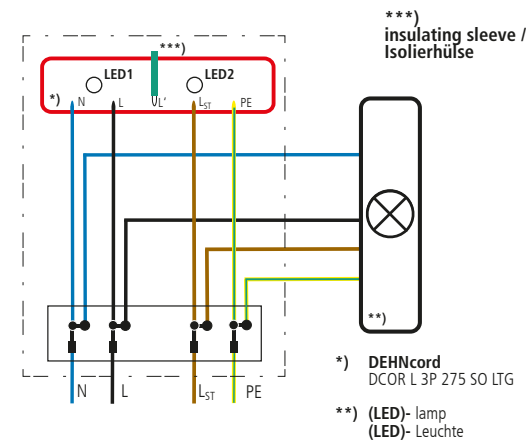 ***)
insulating sleeve /
Isolierhülse
***)
LED1 LED2
*) N L L' LST PE
**)
N L LST PE
*) DEHNcord
DCOR L 3P 275 SO LTG
**) (LED)- lamp
(LED)- Leuchte